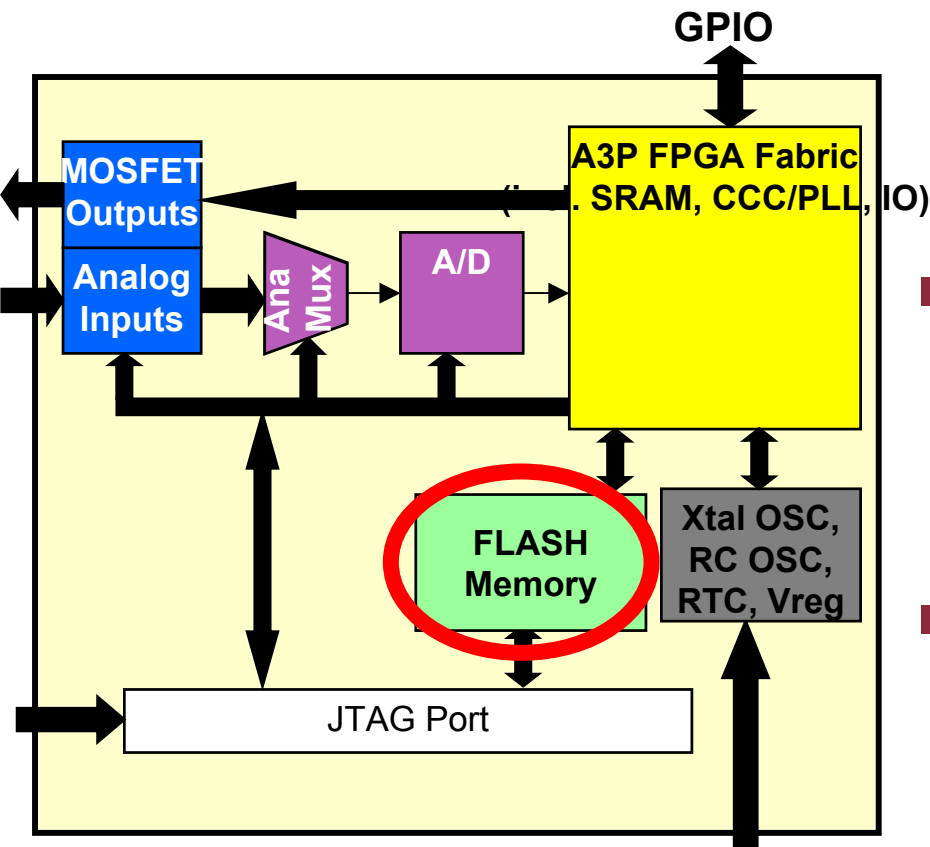 GPIO
A3P FPGA Fabric
SRAM, CCC/PLL, IO)
MOSFET
Outputs
Analog
Inputs
Ana
Mux
A/D
FLASH
Memory
Xtal OSC,
RC OSC,
RTC, Vreg
JTAG Port